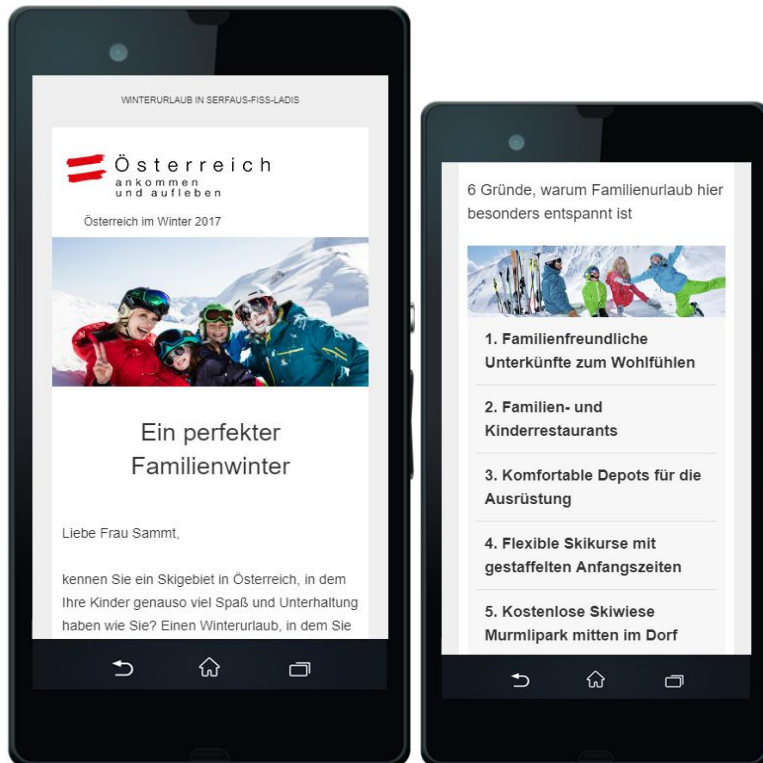 WINTERURLAUB IN SERFAUS-FISS-LADIS
Österreich
ankommen
und aufleben
Österreich im Winter 2017
Ein perfekter
Familienwinter
Liebe Frau Sammt,
kennen Sie ein Skigebiet in Österreich, in dem
Ihre Kinder genauso viel Spaß und Unterhaltung
haben wie Sie? Einen Winterurlaub, in dem Sie
6 Gründe, warum Familienurlaub hier
besonders entspannt ist
1. Familienfreundliche
Unterkünfte zum Wohlfühlen
2. Familien- und
Kinderrestaurants
3. Komfortable Depots für die
Ausrüstung
4. Flexible Skikurse mit
gestaffelten Anfangszeiten
5. Kostenlose Skiwiese
Murmlipark mitten im Dorf